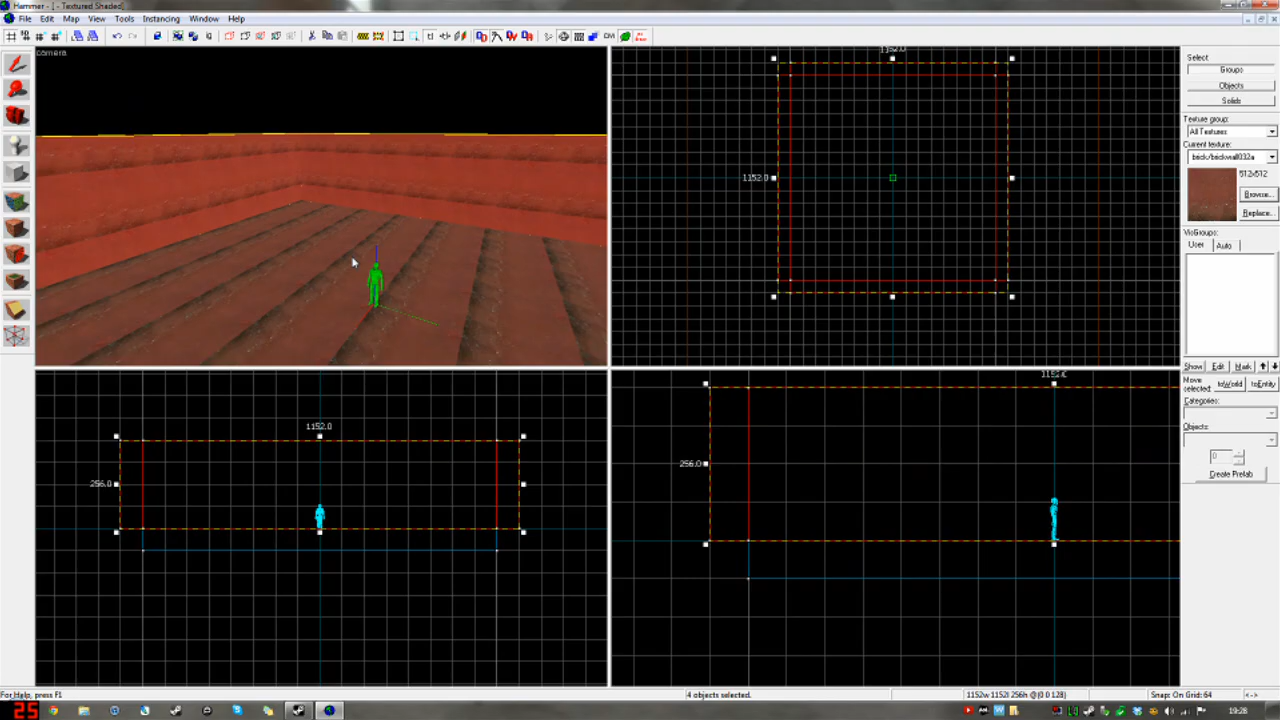 Hammer - [ - Textured Shaded]
File Edit Map View Tools Instancing Window Help
camera
1152.0
1152.0
1152.0
256.0
256.0
Select:
Groups
Objects
Solids
Texture group:
All Textures
Current texture:
brick/brickwall032a
512x512
Browse...
Replace...
VisGroups:
User Auto
Show Edit Mark
Move selected:
toWorld toEntity
Categories:
Objects:
0
Create Prefab
For Help, press F1
4 objects selected.
1152w 1152l 256h @(0 0 128)
Snap: On Grid: 64
<->
25
19:28